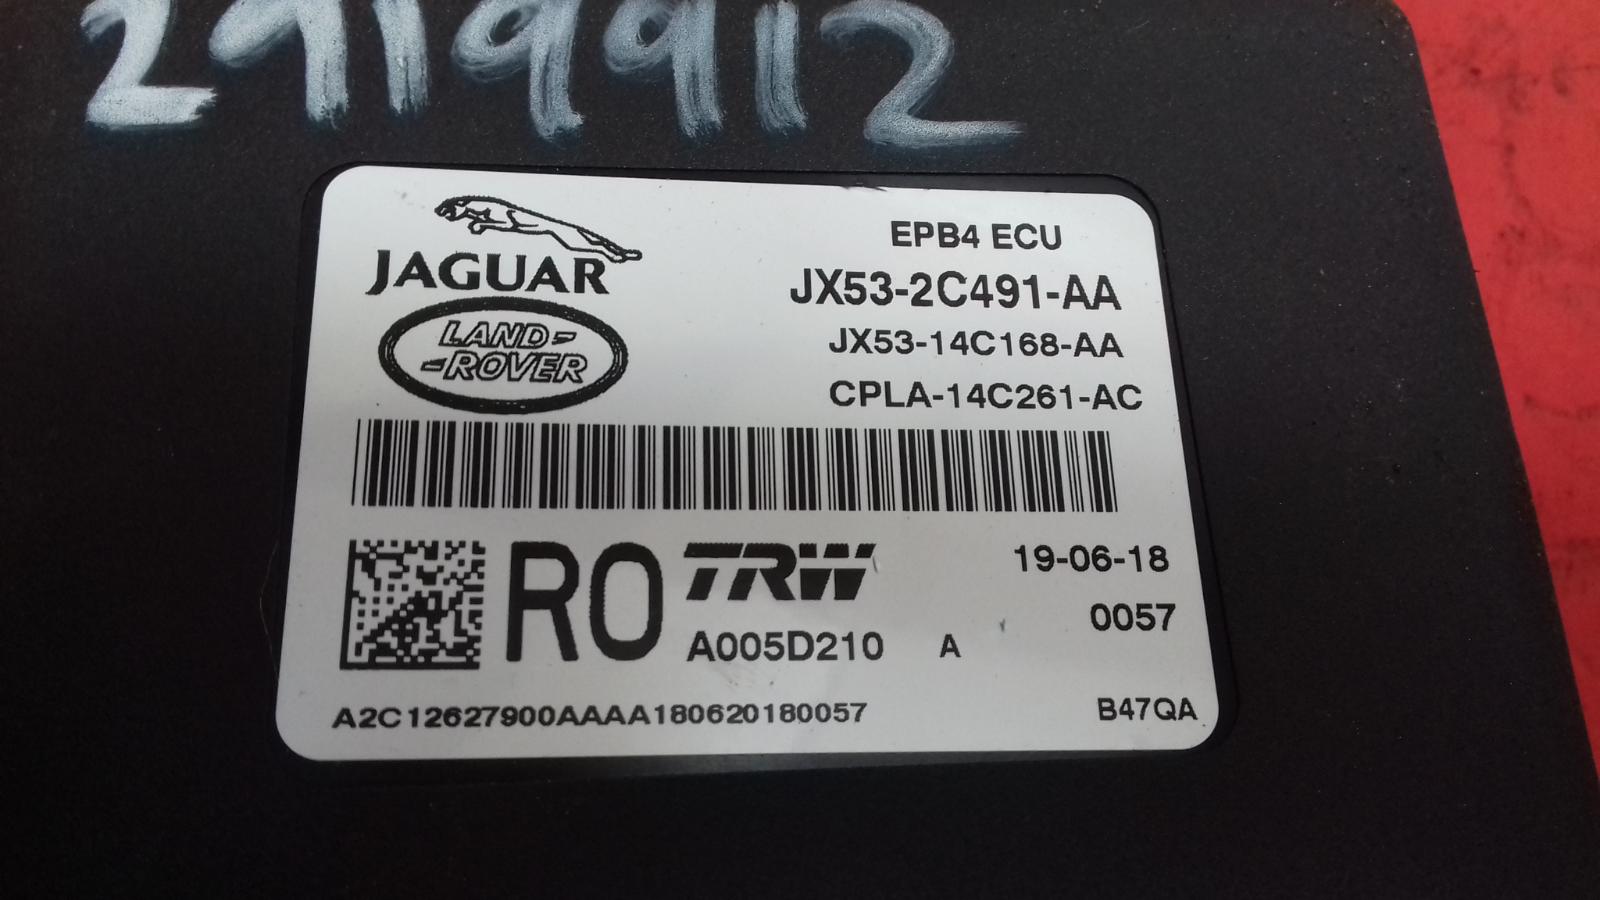 2919912
JAGUAR
LAND-
-ROVER
EPB4 ECU
JX53-2C491-AA
JX53-14C168-AA
CPLA-14C261-AC
RO TRW
19-06-18
0057
A005D210 A
A2C12627900AAAA180620180057
B47QA